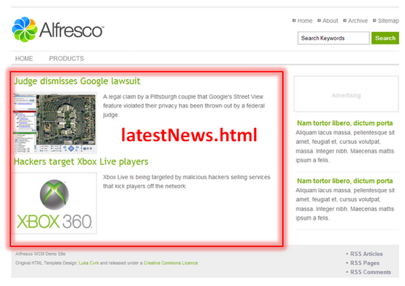 Alfresco™
Home
About
Archive
Sitemap
Search Keywords
Search
HOME
PRODUCTS
Judge dismisses Google lawsuit
A legal claim by a Pittsburgh couple that Google's Street View
feature violated their privacy has been thrown out by a federal
judge.
latestNews.html
Hackers target Xbox Live players
Xbox Live is being targeted by malicious hackers selling services
that kick players off the network.
XBOX 360
Advertising
Nam tortor libero, dictum porta
Aliquam lacus massa, pellentesque sit
amet, feugiat et, cursus volutpat,
massa. Integer nibh. Maecenas mattis
ipsum a felis.
Nam tortor libero, dictum porta
Aliquam lacus massa, pellentesque sit
amet, feugiat et, cursus volutpat,
massa. Integer nibh. Maecenas mattis
ipsum a felis.
Alfresco WCM Demo Site
Original HTML Template Design: Luka Cvrk and released under a Creative Commons Licence
RSS Articles
RSS Pages
RSS Comments